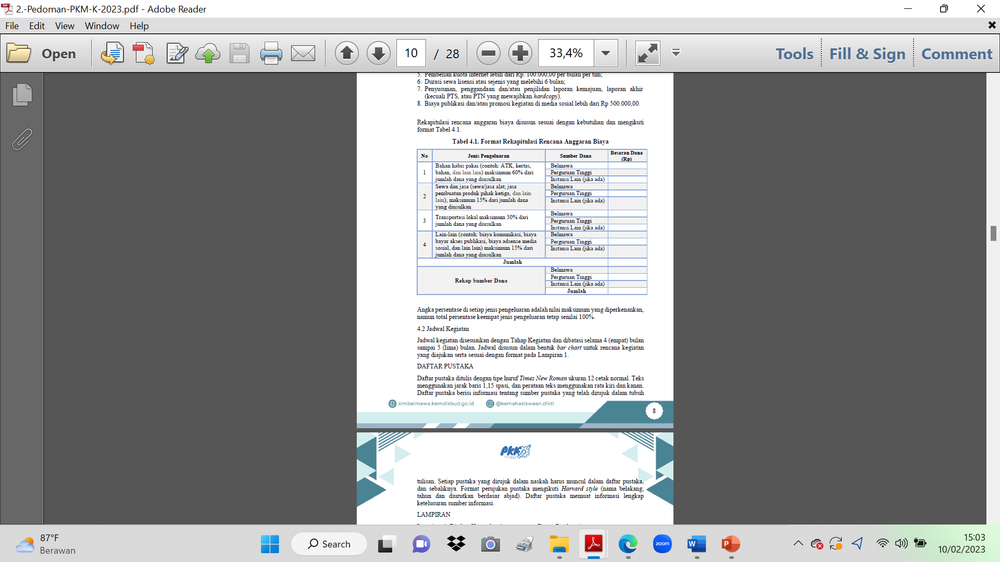 2.-Pedoman-PKM-K-2023.pdf - Adobe Reader
File Edit View Window Help
Open 10 / 28 33,4% Tools Fill & Sign Comment
5. Pembelian kuota internet lebih dari Rp. 100.000,00 per bulan per tim;
6. Durasi sewa lisensi atau sejenis yang melebihi 6 bulan;
7. Penyusunan, penggandaan dan/atau penjilidan laporan kemajuan, laporan akhir
(kecuali PTS, atau PTN yang mewajibkan hardcopy).
8. Biaya publikasi dan/atau promosi kegiatan di media sosial lebih dari Rp 500.000,00.
Rekapitulasi rencana anggaran biaya disusun sesuai dengan kebutuhan dan mengikuti
format Tabel 4.1.
Tabel 4.1. Format Rekapitulasi Rencana Anggaran Biaya
No Jenis Pengeluaran Sumber Dana Besaran Dana
(Rp)
1 Bahan habis pakai (contoh: ATK, kertas,
bahan, dan lain lain) maksimum 60% dari
jumlah dana yang diusulkan
Belmawa
Perguruan Tinggi
Instansi Lain (jika ada)
2 Sewa dan jasa (sewa/jasa alat; jasa
pembuatan produk pihak ketiga, dan lain
lain), maksimum 15% dari jumlah dana
yang diusulkan
Belmawa
Perguruan Tinggi
Instansi Lain (jika ada)
3 Transportasi lokal maksimum 30% dari
jumlah dana yang diusulkan
Belmawa
Perguruan Tinggi
Instansi Lain (jika ada)
4 Lain-lain (contoh: biaya komunikasi, biaya
bayar akses publikasi, biaya adsense media
sosial, dan lain lain) maksimum 15% dari
jumlah dana yang diusulkan
Belmawa
Perguruan Tinggi
Instansi Lain (jika ada)
Jumlah
Rekap Sumber Dana
Belmawa
Perguruan Tinggi
Instansi Lain (jika ada)
Jumlah
Angka persentase di setiap jenis pengeluaran adalah nilai maksimum yang diperkenankan,
namun total persentase keempat jenis pengeluaran tetap senilai 100%.
4.2 Jadwal Kegiatan
Jadwal kegiatan disesuaikan dengan Tahap Kegiatan dan dibatasi selama 4 (empat) bulan
sampai 5 (lima) bulan. Jadwal disusun dalam bentuk bar chart untuk rencana kegiatan
yang diajukan serta sesuai dengan format pada Lampiran 1.
DAFTAR PUSTAKA
Daftar pustaka ditulis dengan tipe huruf Times New Roman ukuran 12 cetak normal. Teks
menggunakan jarak baris 1,15 spasi, dan perataan teks menggunakan rata kiri dan kanan.
Daftar pustaka berisi informasi tentang sumber pustaka yang telah dirujuk dalam tubuh
simbelmawa.kemdikbud.go.id @kemahasiswaan.dikti 8
PKM
tulisan. Setiap pustaka yang dirujuk dalam naskah harus muncul dalam daftar pustaka,
dan sebaliknya. Format perujukan pustaka mengikuti Harvard style (nama belakang,
tahun dan diurutkan berdasar abjad). Daftar pustaka memuat informasi lengkap
ketelusuran sumber informasi.
LAMPIRAN
87°F
Berawan
Search
zoom
15:03
10/02/2023